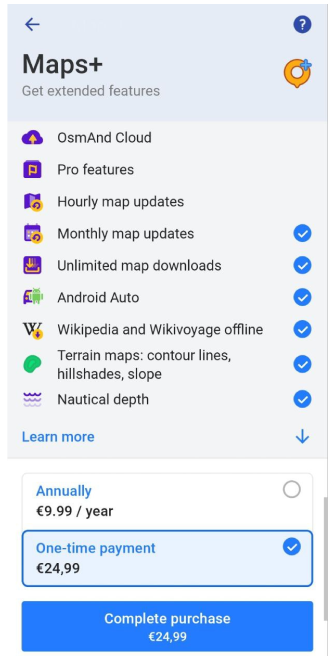 ?
Maps+
Get extended features
OsmAnd Cloud
Pro features
Hourly map updates
Monthly map updates
Unlimited map downloads
Android Auto
Wikipedia and Wikivoyage offline
Terrain maps: contour lines,
hillshades, slope
Nautical depth
Learn more
Annually
€9.99 / year
One-time payment
€24,99
Complete purchase
€24,99